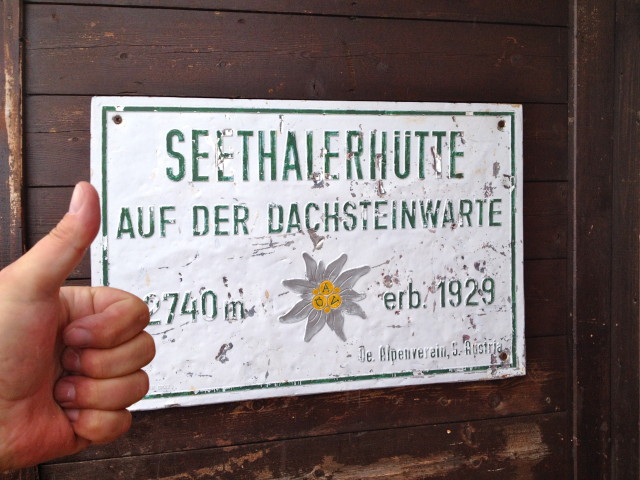 SEETHALERHÜTTE
AUF DER DACHSTEINWARTE
2740 m
erb. 1929
Oe. Alpenverein, S. Austria